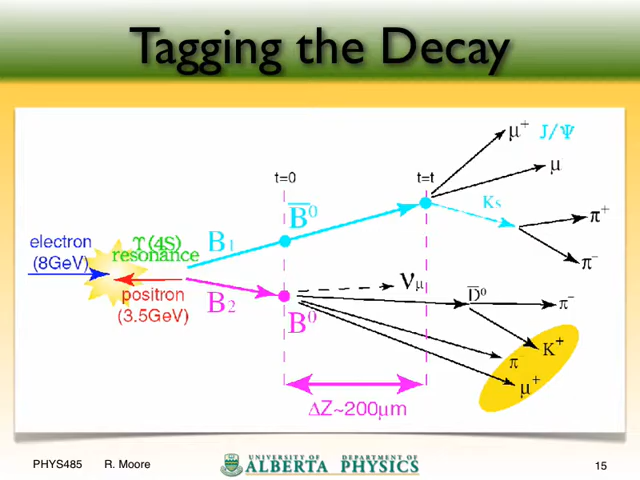 Tagging the Decay
μ+ J/Ψ
μ
t=0
t=t
B̅0
Ks
π+
electron
(8GeV)
ϒ(4S)
resonance
B1
π-
positron
(3.5GeV)
B2
νμ
D̅0
π-
B0
K+
π-
μ+
ΔZ~200μm
PHYS485 R. Moore
UNIVERSITY OF DEPARTMENT OF
ALBERTA PHYSICS
15